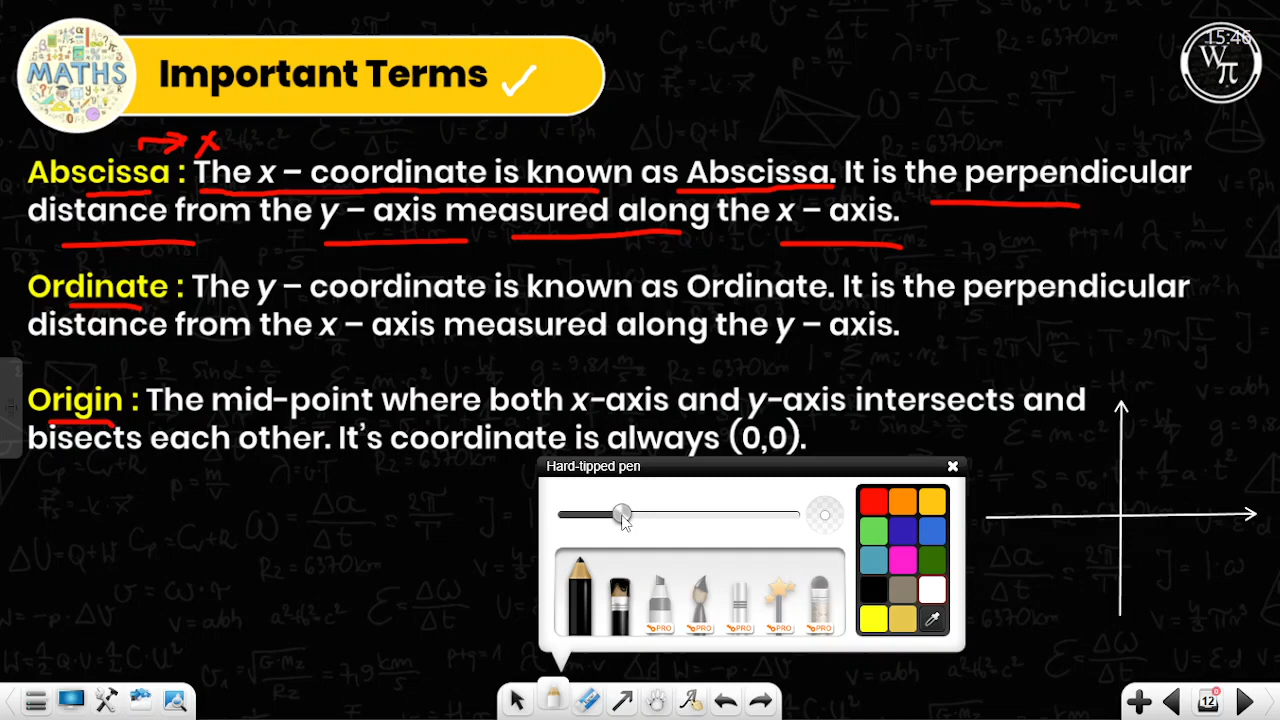 MATHS
Important Terms
15:46
W
π
x
Abscissa : The x – coordinate is known as Abscissa. It is the perpendicular
distance from the y – axis measured along the x – axis.
Ordinate : The y – coordinate is known as Ordinate. It is the perpendicular
distance from the x – axis measured along the y – axis.
Origin : The mid-point where both x-axis and y-axis intersects and
bisects each other. It's coordinate is always (0,0).
Hard-tipped pen
PRO PRO PRO PRO PRO
12